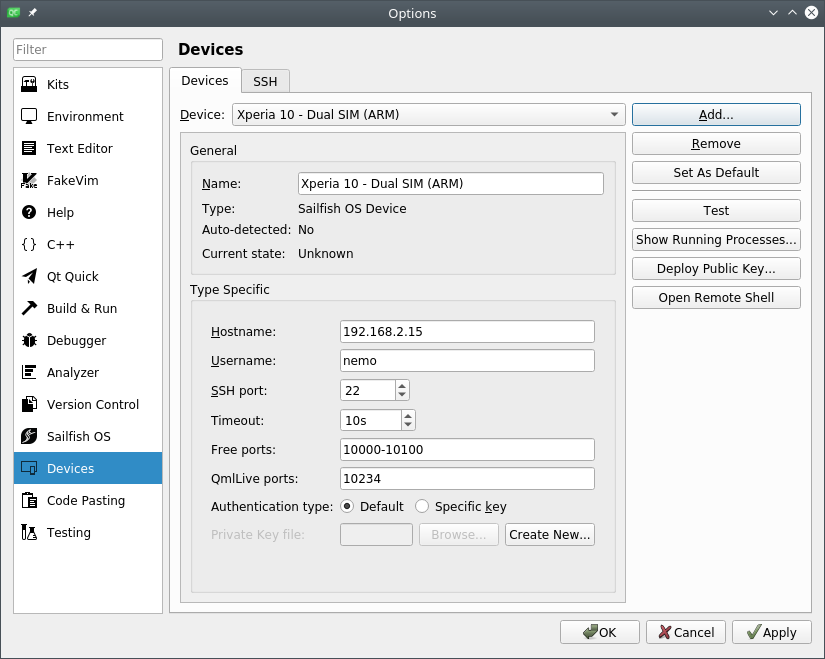 Options
Filter
Kits
Environment
Text Editor
FakeVim
Help
C++
Qt Quick
Build & Run
Debugger
Analyzer
Version Control
Sailfish OS
Devices
Code Pasting
Testing
Devices
Devices SSH
Device: Xperia 10 - Dual SIM (ARM)
General
Name: Xperia 10 - Dual SIM (ARM)
Type: Sailfish OS Device
Auto-detected: No
Current state: Unknown
Type Specific
Hostname: 192.168.2.15
Username: nemo
SSH port: 22
Timeout: 10s
Free ports: 10000-10100
QmlLive ports: 10234
Authentication type: Default Specific key
Private Key file: Browse... Create New...
Add...
Remove
Set As Default
Test
Show Running Processes...
Deploy Public Key...
Open Remote Shell
OK Cancel Apply